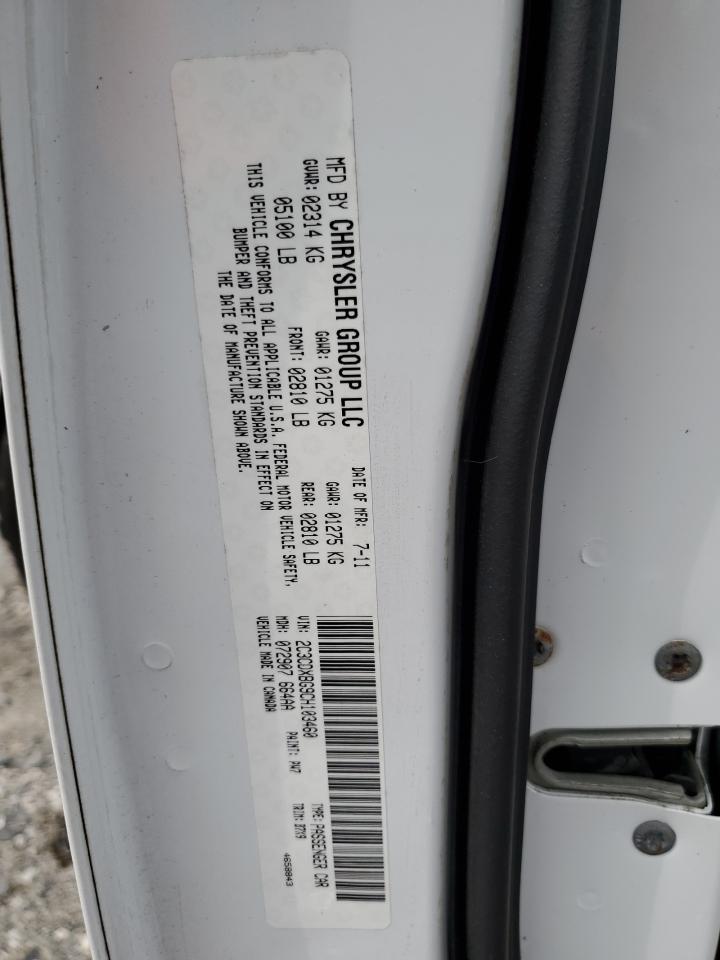 MFD BY CHRYSLER GROUP LLC
DATE OF MFR: 7-11
GVWR: 02314 KG GAWR: 01275 KG GAWR: 01275 KG
05100 LB FRONT: 02810 LB REAR: 02810 LB
THIS VEHICLE CONFORMS TO ALL APPLICABLE U.S.A. FEDERAL MOTOR VEHICLE SAFETY,
BUMPER AND THEFT PREVENTION STANDARDS IN EFFECT ON
THE DATE OF MANUFACTURE SHOWN ABOVE.
VIN: 2C3CDXBG9CH103460 TYPE: PASSENGER CAR
MDH: 072907 664AA PAINT: PW7 TRIM: B7X9
VEHICLE MADE IN CANADA 4658843